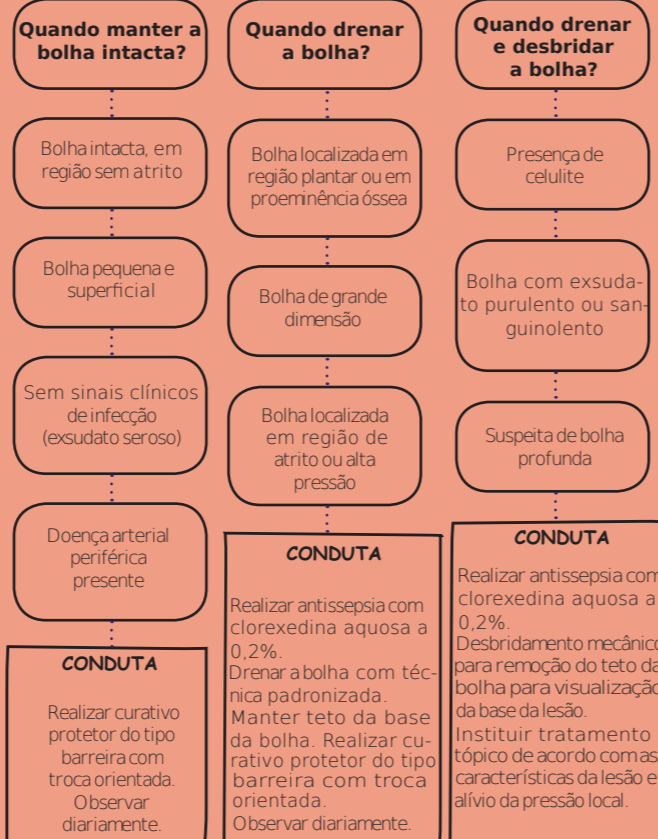 Quando manter a
bolha intacta?
Bolha intacta, em
região sem atrito
Bolha pequena e
superficial
Sem sinais clínicos
de infecção
(exsudato seroso)
Doença arterial
periférica
presente
CONDUTA
Realizar curativo
protetor do tipo
barreira com
troca orientada.
Observar
diariamente.
Quando drenar
a bolha?
Bolha localizada em
região plantar ou em
proeminência óssea
Bolha de grande
dimensão
Bolha localizada
em região de
atrito ou alta
pressão
CONDUTA
Realizar antissepsia com
clorexedina aquosa a
0,2%.
Drenar a bolha com téc-
nica padronizada.
Manter teto da base
da bolha. Realizar cu-
rativo protetor do tipo
barreira com troca
orientada.
Observar diariamente.
Quando drenar
e desbridar
a bolha?
Presença de
celulite
Bolha com exsuda-
to purulento ou san-
guinolento
Suspeita de bolha
profunda
CONDUTA
Realizar antissepsia com
clorexedina aquosa a
0,2%.
Desbridamento mecânico
para remoção do teto da
bolha para visualização
da base da lesão.
Instituir tratamento
tópico de acordo com as
características da lesão e
alívio da pressão local.